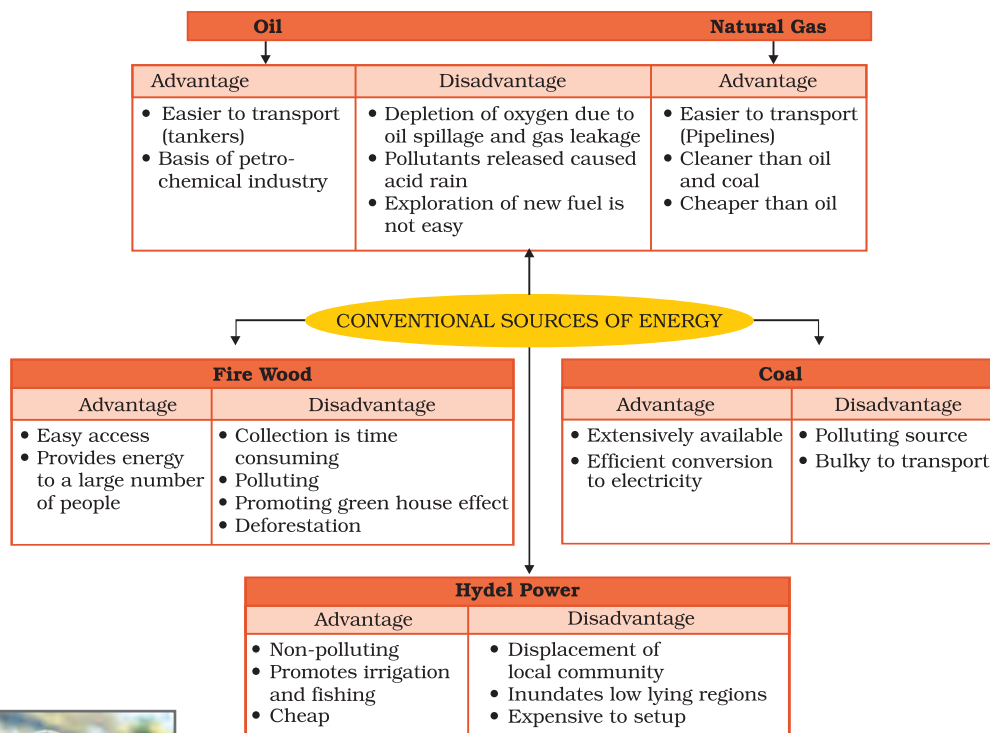 Oil
Natural Gas
Advantage
Disadvantage
Advantage
• Easier to transport
(tankers)
• Basis of petro-
chemical industry
• Depletion of oxygen due to
oil spillage and gas leakage
• Pollutants released caused
acid rain
• Exploration of new fuel is
not easy
• Easier to transport
(Pipelines)
• Cleaner than oil
and coal
• Cheaper than oil
CONVENTIONAL SOURCES OF ENERGY
Fire Wood
Advantage
Disadvantage
• Easy access
• Provides energy
to a large number
of people
• Collection is time
consuming
• Polluting
• Promoting green house effect
• Deforestation
Coal
Advantage
Disadvantage
• Extensively available
• Efficient conversion
to electricity
• Polluting source
• Bulky to transport
Hydel Power
Advantage
Disadvantage
• Non-polluting
• Promotes irrigation
and fishing
• Cheap
• Displacement of
local community
• Inundates low lying regions
• Expensive to setup